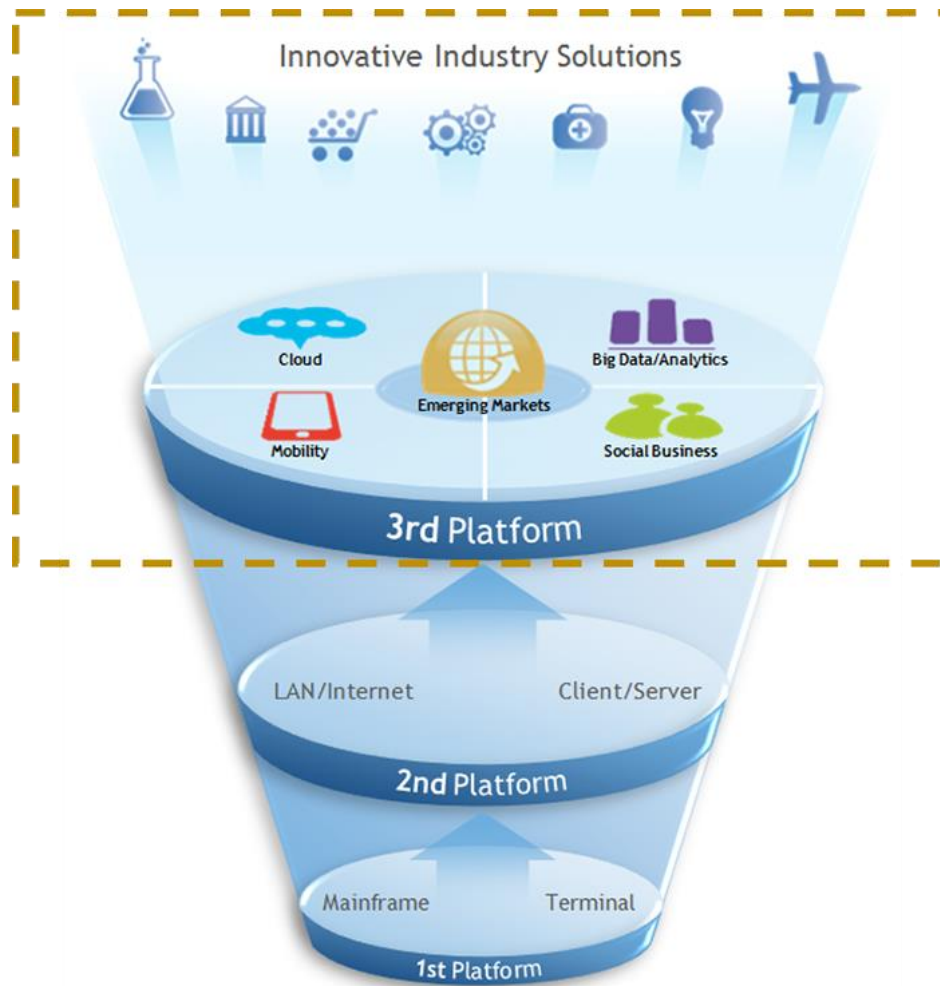 Innovative Industry Solutions
Cloud
Big Data/Analytics
Emerging Markets
Mobility
Social Business
3rd Platform
LAN/Internet
Client/Server
2nd Platform
Mainframe
Terminal
1st Platform